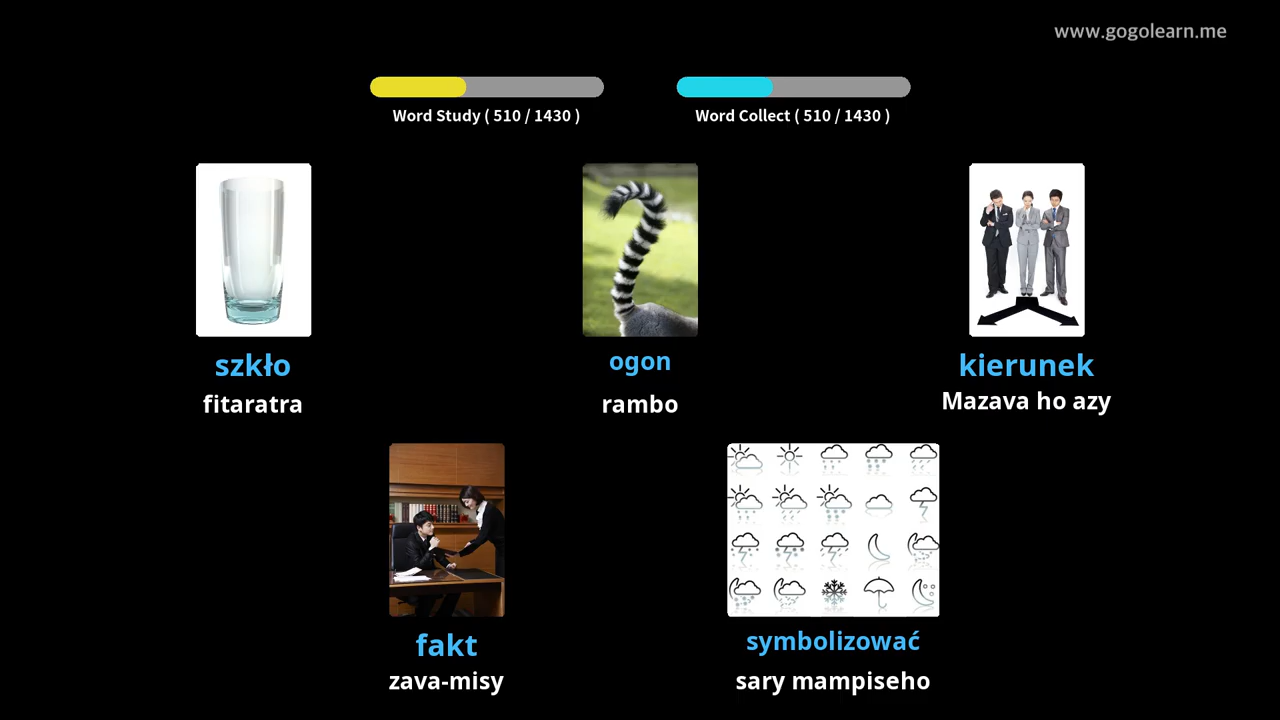 www.gogolearn.me
Word Study ( 510 / 1430 )
Word Collect ( 510 / 1430 )
szkło
fitaratra
ogon
rambo
kierunek
Mazava ho azy
fakt
zava-misy
symbolizować
sary mampiseho